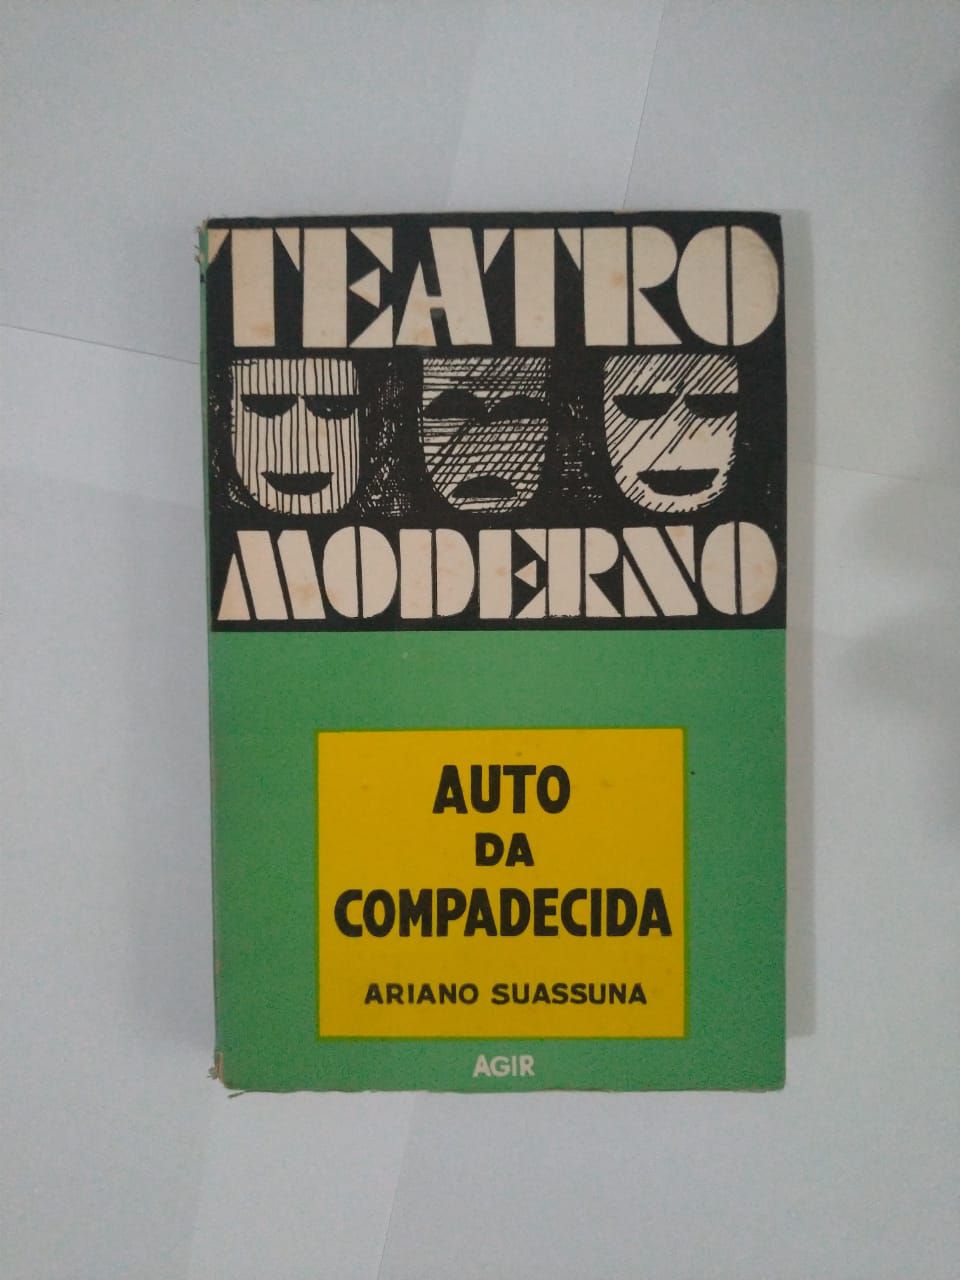 TEATRO
MODERNO
AUTO
DA
COMPADECIDA
ARIANO SUASSUNA
AGIR